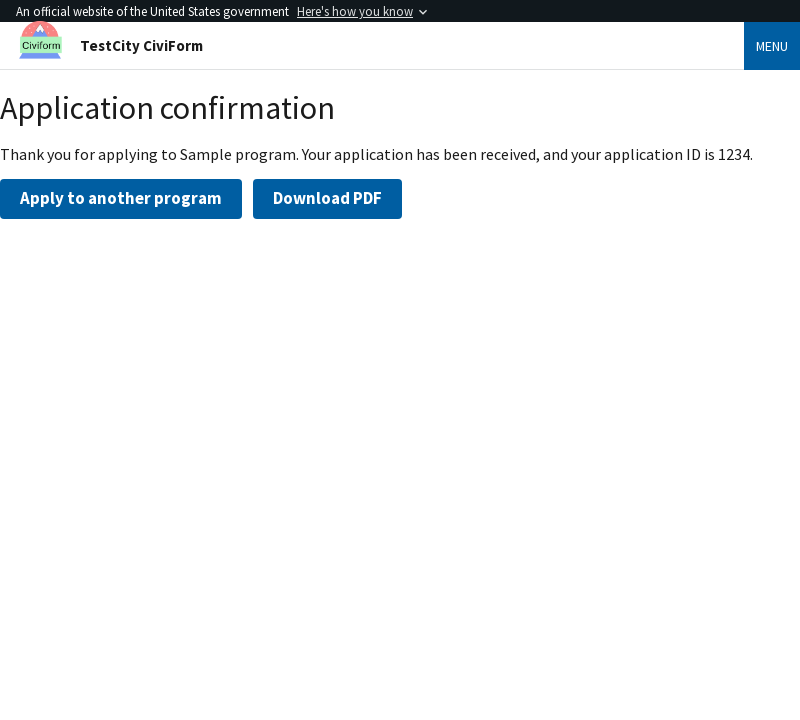 An official website of the United States government Here's how you know
Civiform
TestCity CiviForm
MENU
Application confirmation
Thank you for applying to Sample program. Your application has been received, and your application ID is 1234.
Apply to another program
Download PDF